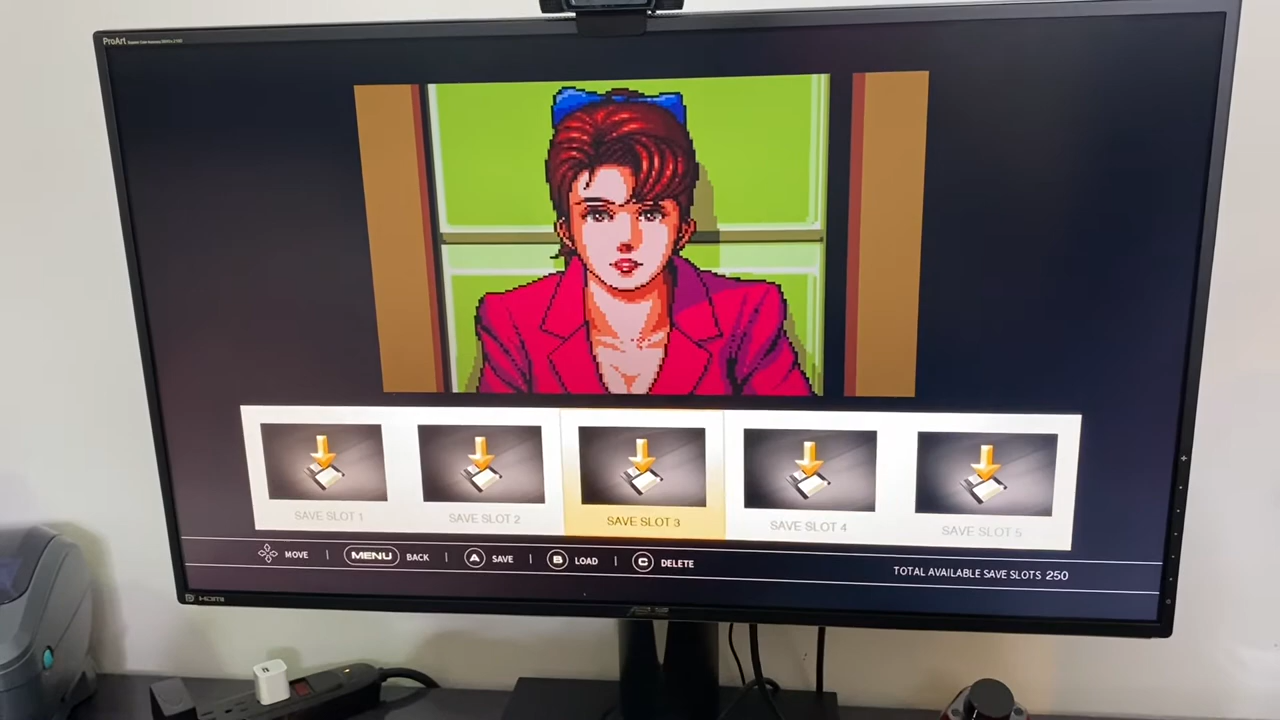 ProArt
SAVE SLOT 1
SAVE SLOT 2
SAVE SLOT 3
SAVE SLOT 4
SAVE SLOT 5
MOVE | MENU BACK | A SAVE | B LOAD | C DELETE
TOTAL AVAILABLE SAVE SLOTS 250
HDMI
ASUS